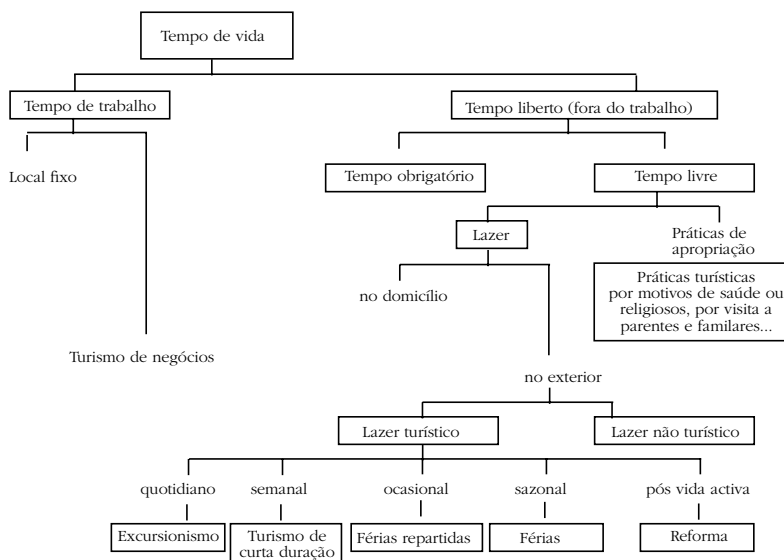 Tempo de vida
Tempo de trabalho
Tempo liberto (fora do trabalho)
Local fixo
Tempo obrigatório
Tempo livre
Lazer
Práticas de
apropriação
no domicílio
Práticas turísticas
por motivos de saúde ou
religiosos, por visita a
parentes e familares...
Turismo de negócios
no exterior
Lazer turístico
Lazer não turístico
quotidiano
semanal
ocasional
sazonal
pós vida activa
Excursionismo
Turismo de
curta duração
Férias repartidas
Férias
Reforma